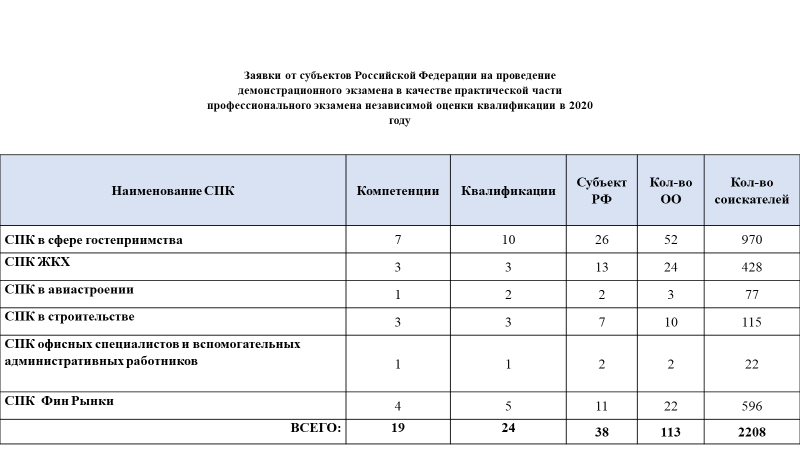 Заявки от субъектов Российской Федерации на проведение
демонстрационного экзамена в качестве практической части
профессионального экзамена независимой оценки квалификации в 2020
году
Наименование СПК Компетенции Квалификации Субъект РФ Кол-во ОО Кол-во соискателей
СПК в сфере гостеприимства 7 10 26 52 970
СПК ЖКХ 3 3 13 24 428
СПК в авиастроении 1 2 2 3 77
СПК в строительстве 3 3 7 10 115
СПК офисных специалистов и вспомогательных
административных работников 1 1 2 2 22
СПК Фин Рынки 4 5 11 22 596
ВСЕГО: 19 24 38 113 2208